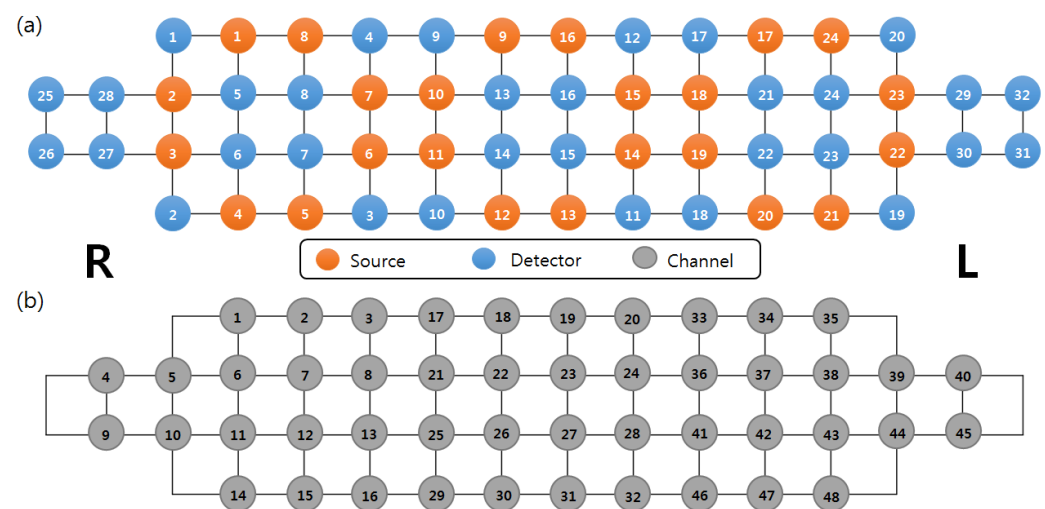 (a)
1 1 8 4 9 9 16 12 17 17 24 20
25 28 2 5 8 7 10 13 16 15 18 21 24 23 29 32
26 27 3 6 7 6 11 14 15 14 19 22 23 22 30 31
2 4 5 3 10 12 13 11 18 20 21 19
R L
Source Detector Channel
(b)
1 2 3 17 18 19 20 33 34 35
4 5 6 7 8 21 22 23 24 36 37 38 39 40
9 10 11 12 13 25 26 27 28 41 42 43 44 45
14 15 16 29 30 31 32 46 47 48